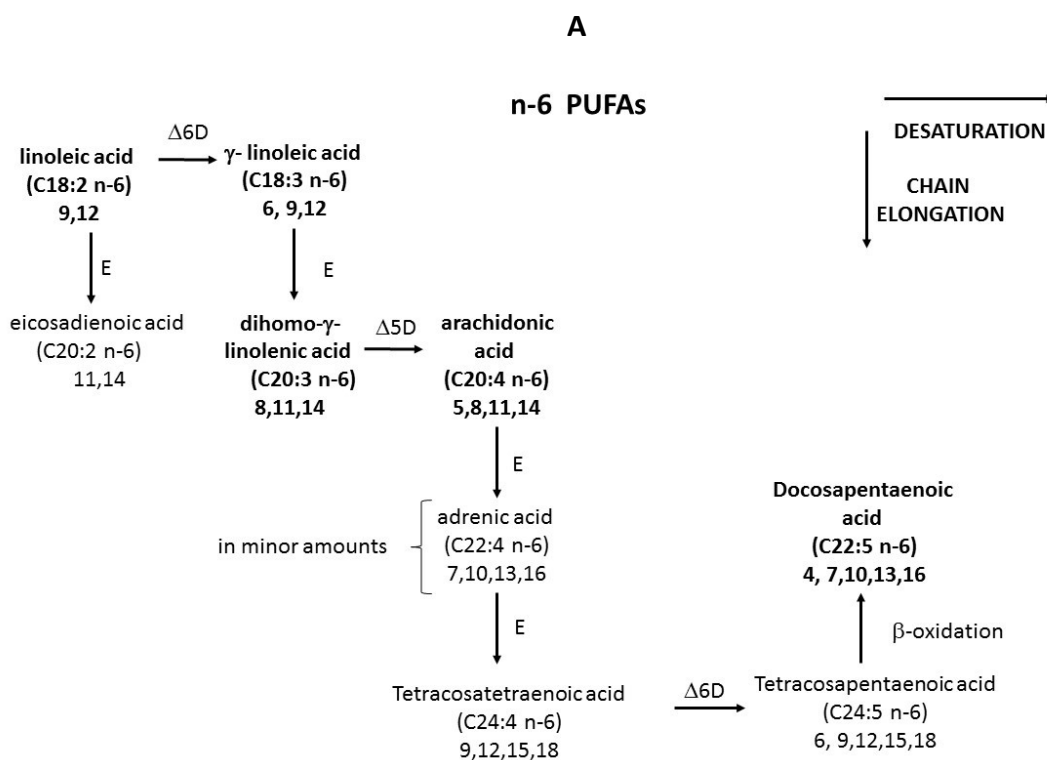 A
n-6 PUFAs
DESATURATION
CHAIN
ELONGATION
Δ6D
linoleic acid
(C18:2 n-6)
9,12
γ- linoleic acid
(C18:3 n-6)
6, 9,12
E
E
eicosadienoic acid
(C20:2 n-6)
11,14
dihomo-γ-
linolenic acid
(C20:3 n-6)
8,11,14
Δ5D
arachidonic
acid
(C20:4 n-6)
5,8,11,14
E
in minor amounts
adrenic acid
(C22:4 n-6)
7,10,13,16
E
Tetracosatetraenoic acid
(C24:4 n-6)
9,12,15,18
Δ6D
Tetracosapentaenoic acid
(C24:5 n-6)
6, 9,12,15,18
β-oxidation
Docosapentaenoic
acid
(C22:5 n-6)
4, 7,10,13,16